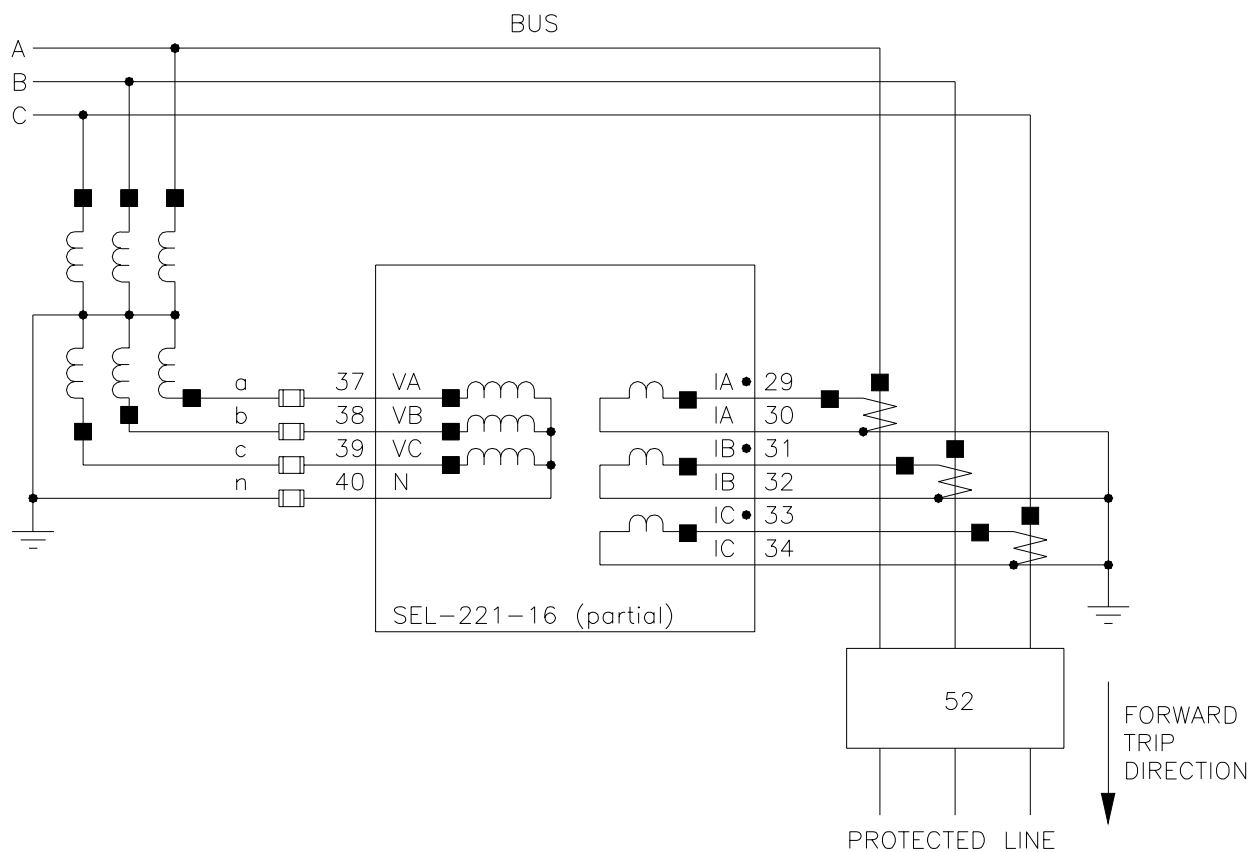 BUS
A
B
C
a 37 VA
b 38 VB
c 39 VC
n 40 N
IA 29
IA 30
IB 31
IB 32
IC 33
IC 34
SEL-221-16 (partial)
52
FORWARD
TRIP
DIRECTION
PROTECTED LINE